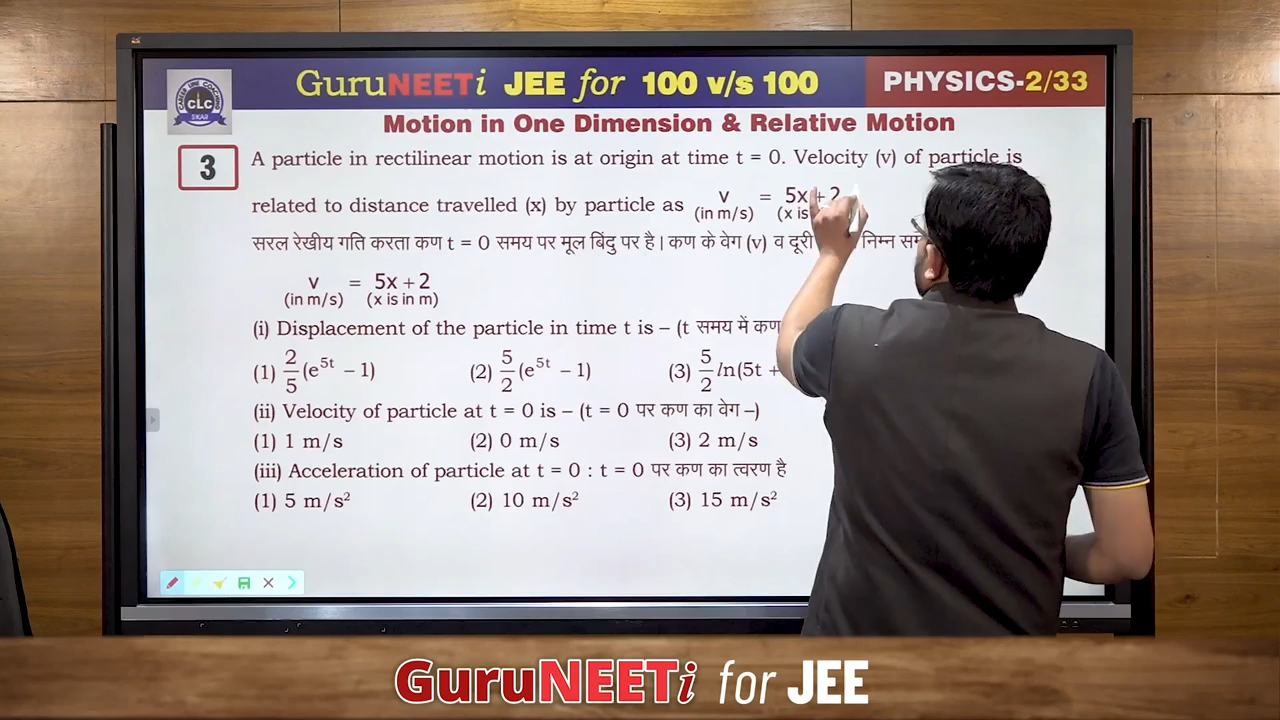 GuruNEETi JEE for 100 v/s 100 PHYSICS-2/33
CLC
SIKAR
Motion in One Dimension & Relative Motion
3 A particle in rectilinear motion is at origin at time t = 0. Velocity (v) of particle is
related to distance travelled (x) by particle as v (in m/s) = 5x + 2 (x is
सरल रेखीय गति करता कण t = 0 समय पर मूल बिंदु पर है। कण के वेग (v) व दूरी निम्न
v = 5x + 2
(in m/s) (x is in m)
(i) Displacement of the particle in time t is – (t समय में कण
(1) 2/5 (e^5t – 1) (2) 5/2 (e^5t – 1) (3) 5/2 ln(5t +
(ii) Velocity of particle at t = 0 is – (t = 0 पर कण का वेग –)
(1) 1 m/s (2) 0 m/s (3) 2 m/s
(iii) Acceleration of particle at t = 0 : t = 0 पर कण का त्वरण है
(1) 5 m/s² (2) 10 m/s² (3) 15 m/s²
GuruNEETi for JEE